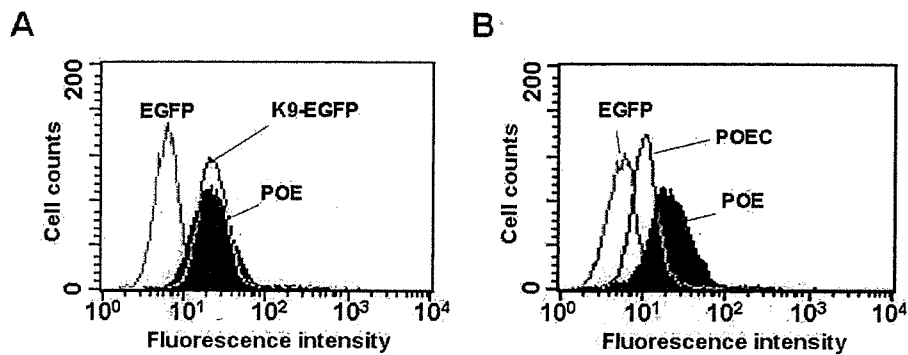 A
200
Cell counts
0
EGFP
K9-EGFP
POE
10⁰
10¹
10²
10³
10⁴
Fluorescence intensity
B
200
Cell counts
0
EGFP
POEC
POE
10⁰
10¹
10²
10³
10⁴
Fluorescence intensity